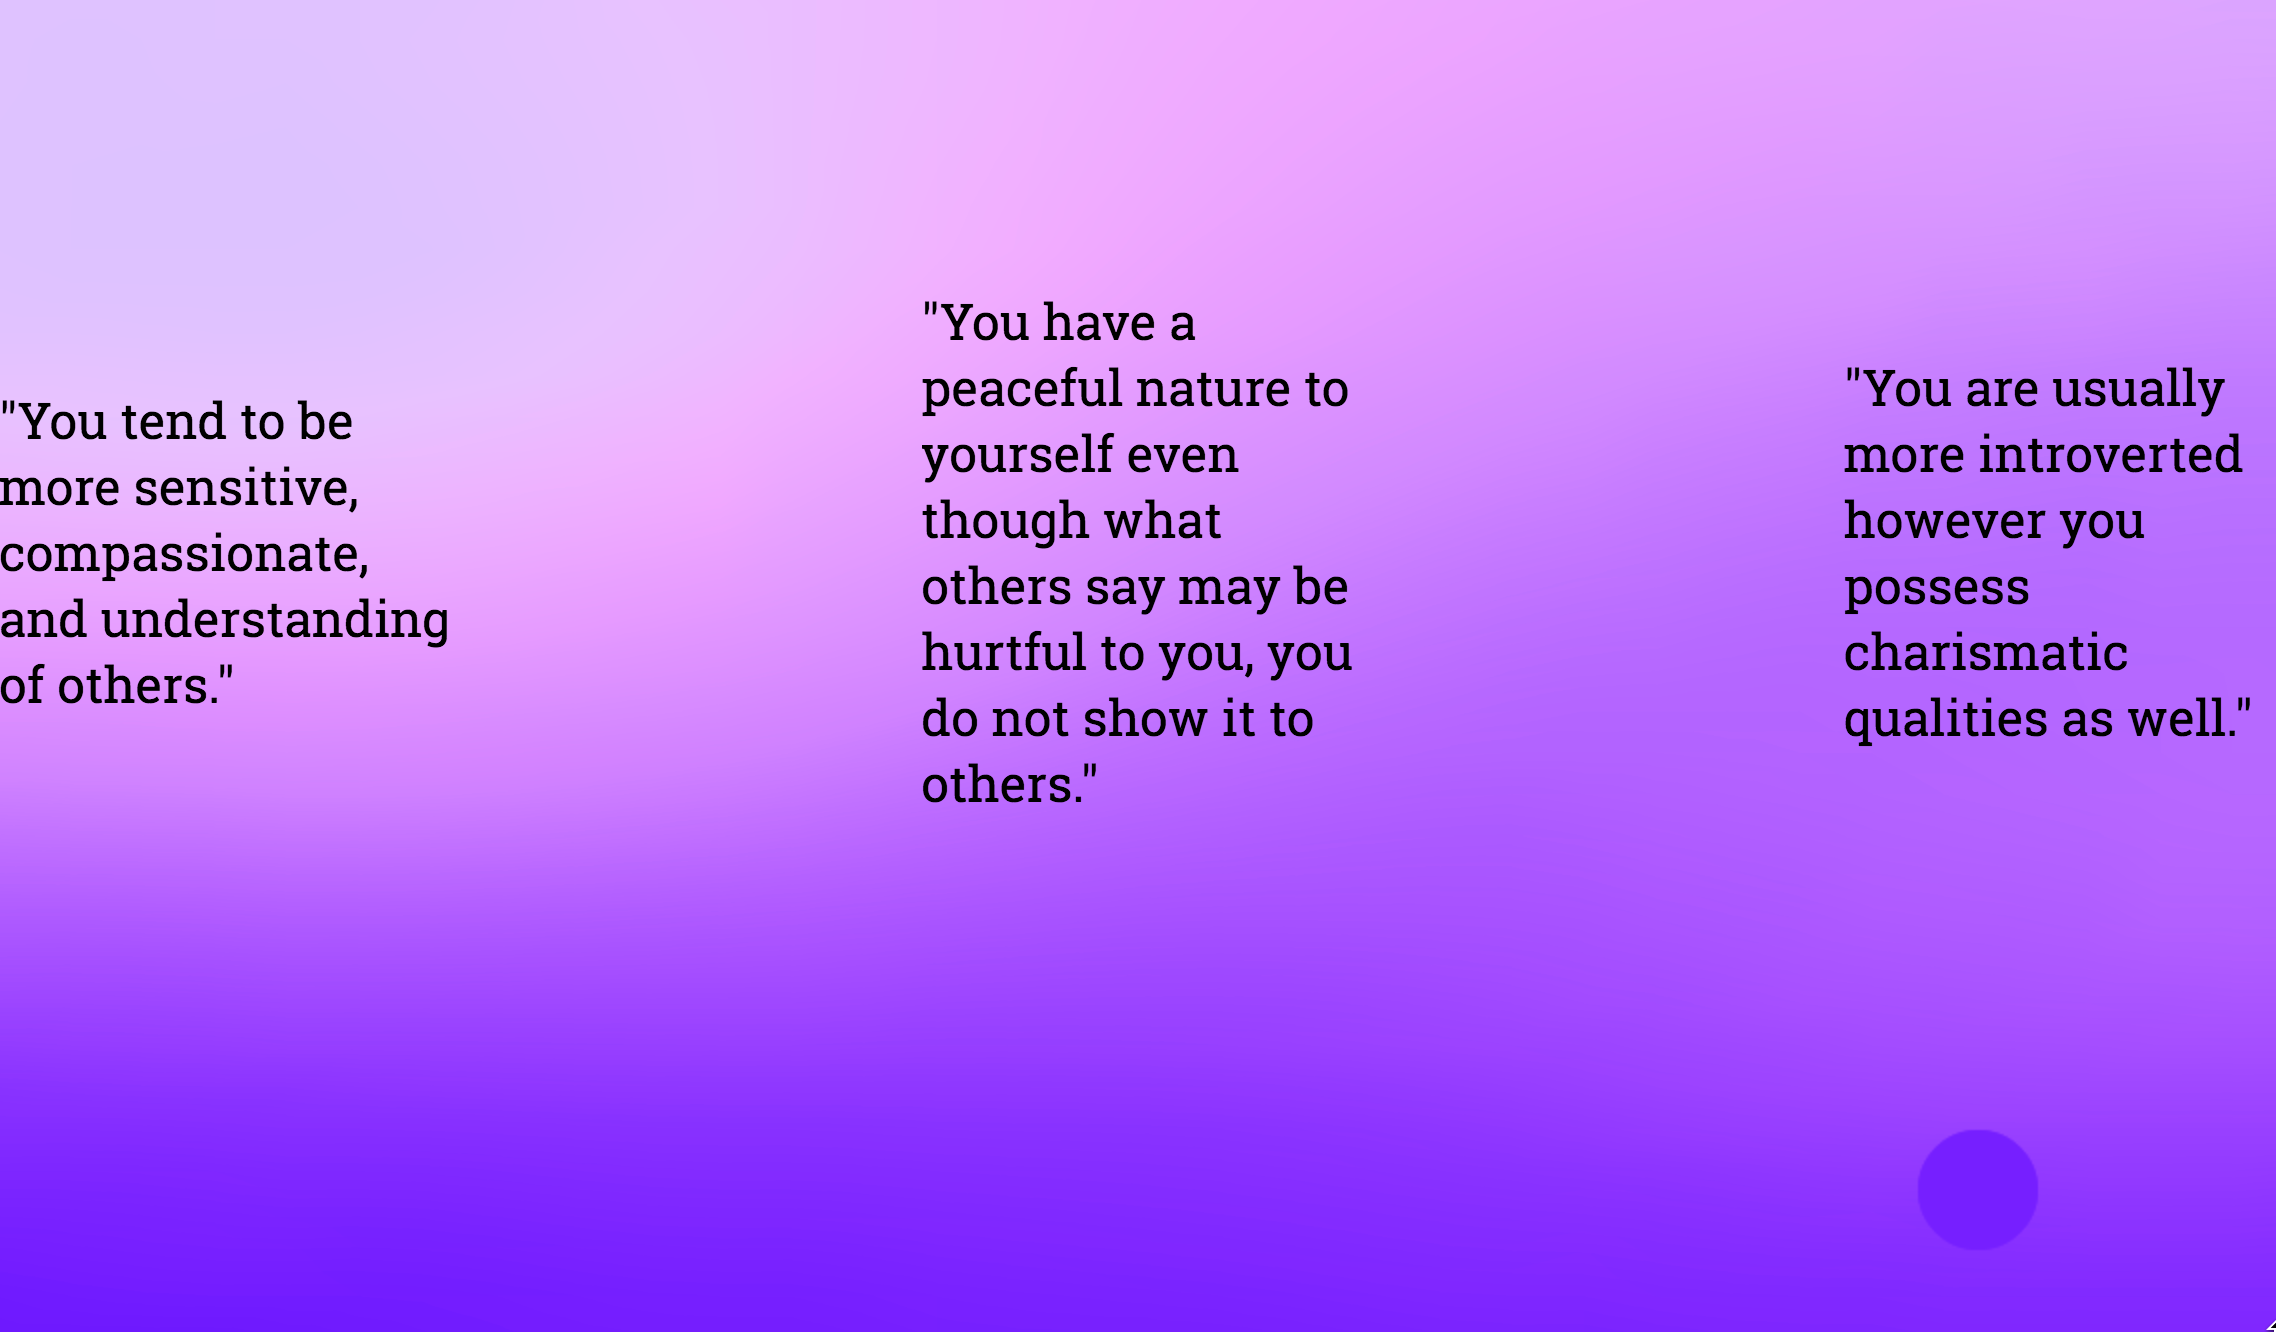 "You tend to be
more sensitive,
compassionate,
and understanding
of others."
"You have a
peaceful nature to
yourself even
though what
others say may be
hurtful to you, you
do not show it to
others."
"You are usually
more introverted
however you
possess
charismatic
qualities as well."